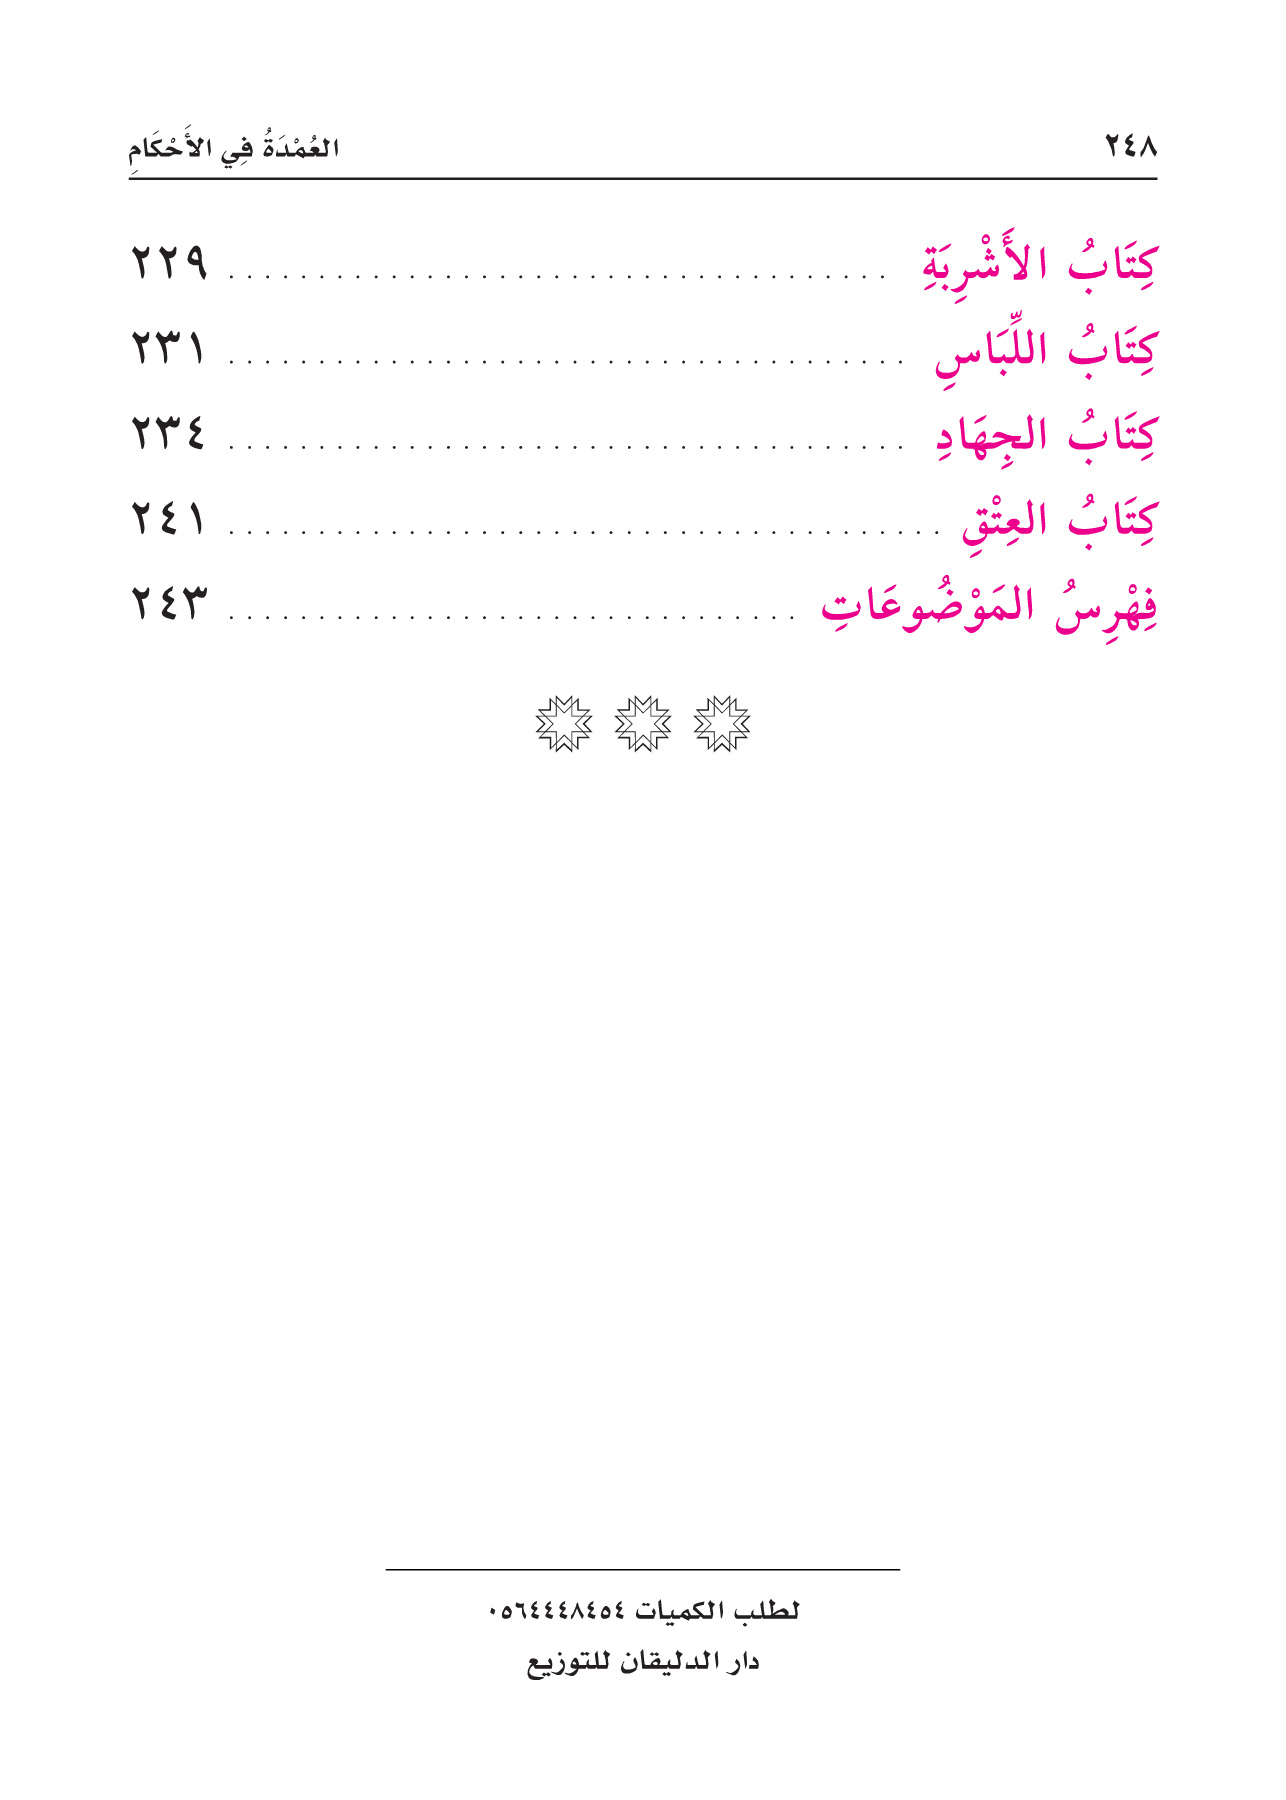 ٢٤٨ العُمْدَةُ فِي الأَحْكَامِ
كِتَابُ الأَشْرِبَةِ . . . . . . . . . . . . . . . . . . . . . . . . . . . . . . . . . . . . . ٢٢٩
كِتَابُ اللِّبَاسِ . . . . . . . . . . . . . . . . . . . . . . . . . . . . . . . . . . . . . . ٢٣١
كِتَابُ الجِهَادِ . . . . . . . . . . . . . . . . . . . . . . . . . . . . . . . . . . . . . . ٢٣٤
كِتَابُ العِتْقِ . . . . . . . . . . . . . . . . . . . . . . . . . . . . . . . . . . . . . . . . ٢٤١
فِهْرِسُ المَوْضُوعَاتِ . . . . . . . . . . . . . . . . . . . . . . . . . . . . . . . . ٢٤٣
لطلب الكميات ٠٥٦٤٤٤٨٤٥٤
دار الدليقان للتوزيع